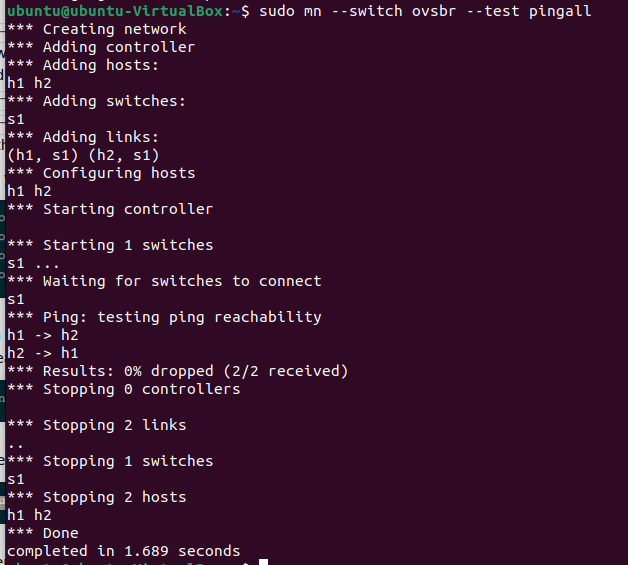 ubuntu@ubuntu-VirtualBox:~$ sudo mn --switch ovsbr --test pingall
*** Creating network
*** Adding controller
*** Adding hosts:
h1 h2
*** Adding switches:
s1
*** Adding links:
(h1, s1) (h2, s1)
*** Configuring hosts
h1 h2
*** Starting controller

*** Starting 1 switches
s1 ...
*** Waiting for switches to connect
s1
*** Ping: testing ping reachability
h1 -> h2
h2 -> h1
*** Results: 0% dropped (2/2 received)
*** Stopping 0 controllers

*** Stopping 2 links
..
*** Stopping 1 switches
s1
*** Stopping 2 hosts
h1 h2
*** Done
completed in 1.689 seconds
ubuntu@ubuntu-VirtualBox:~$